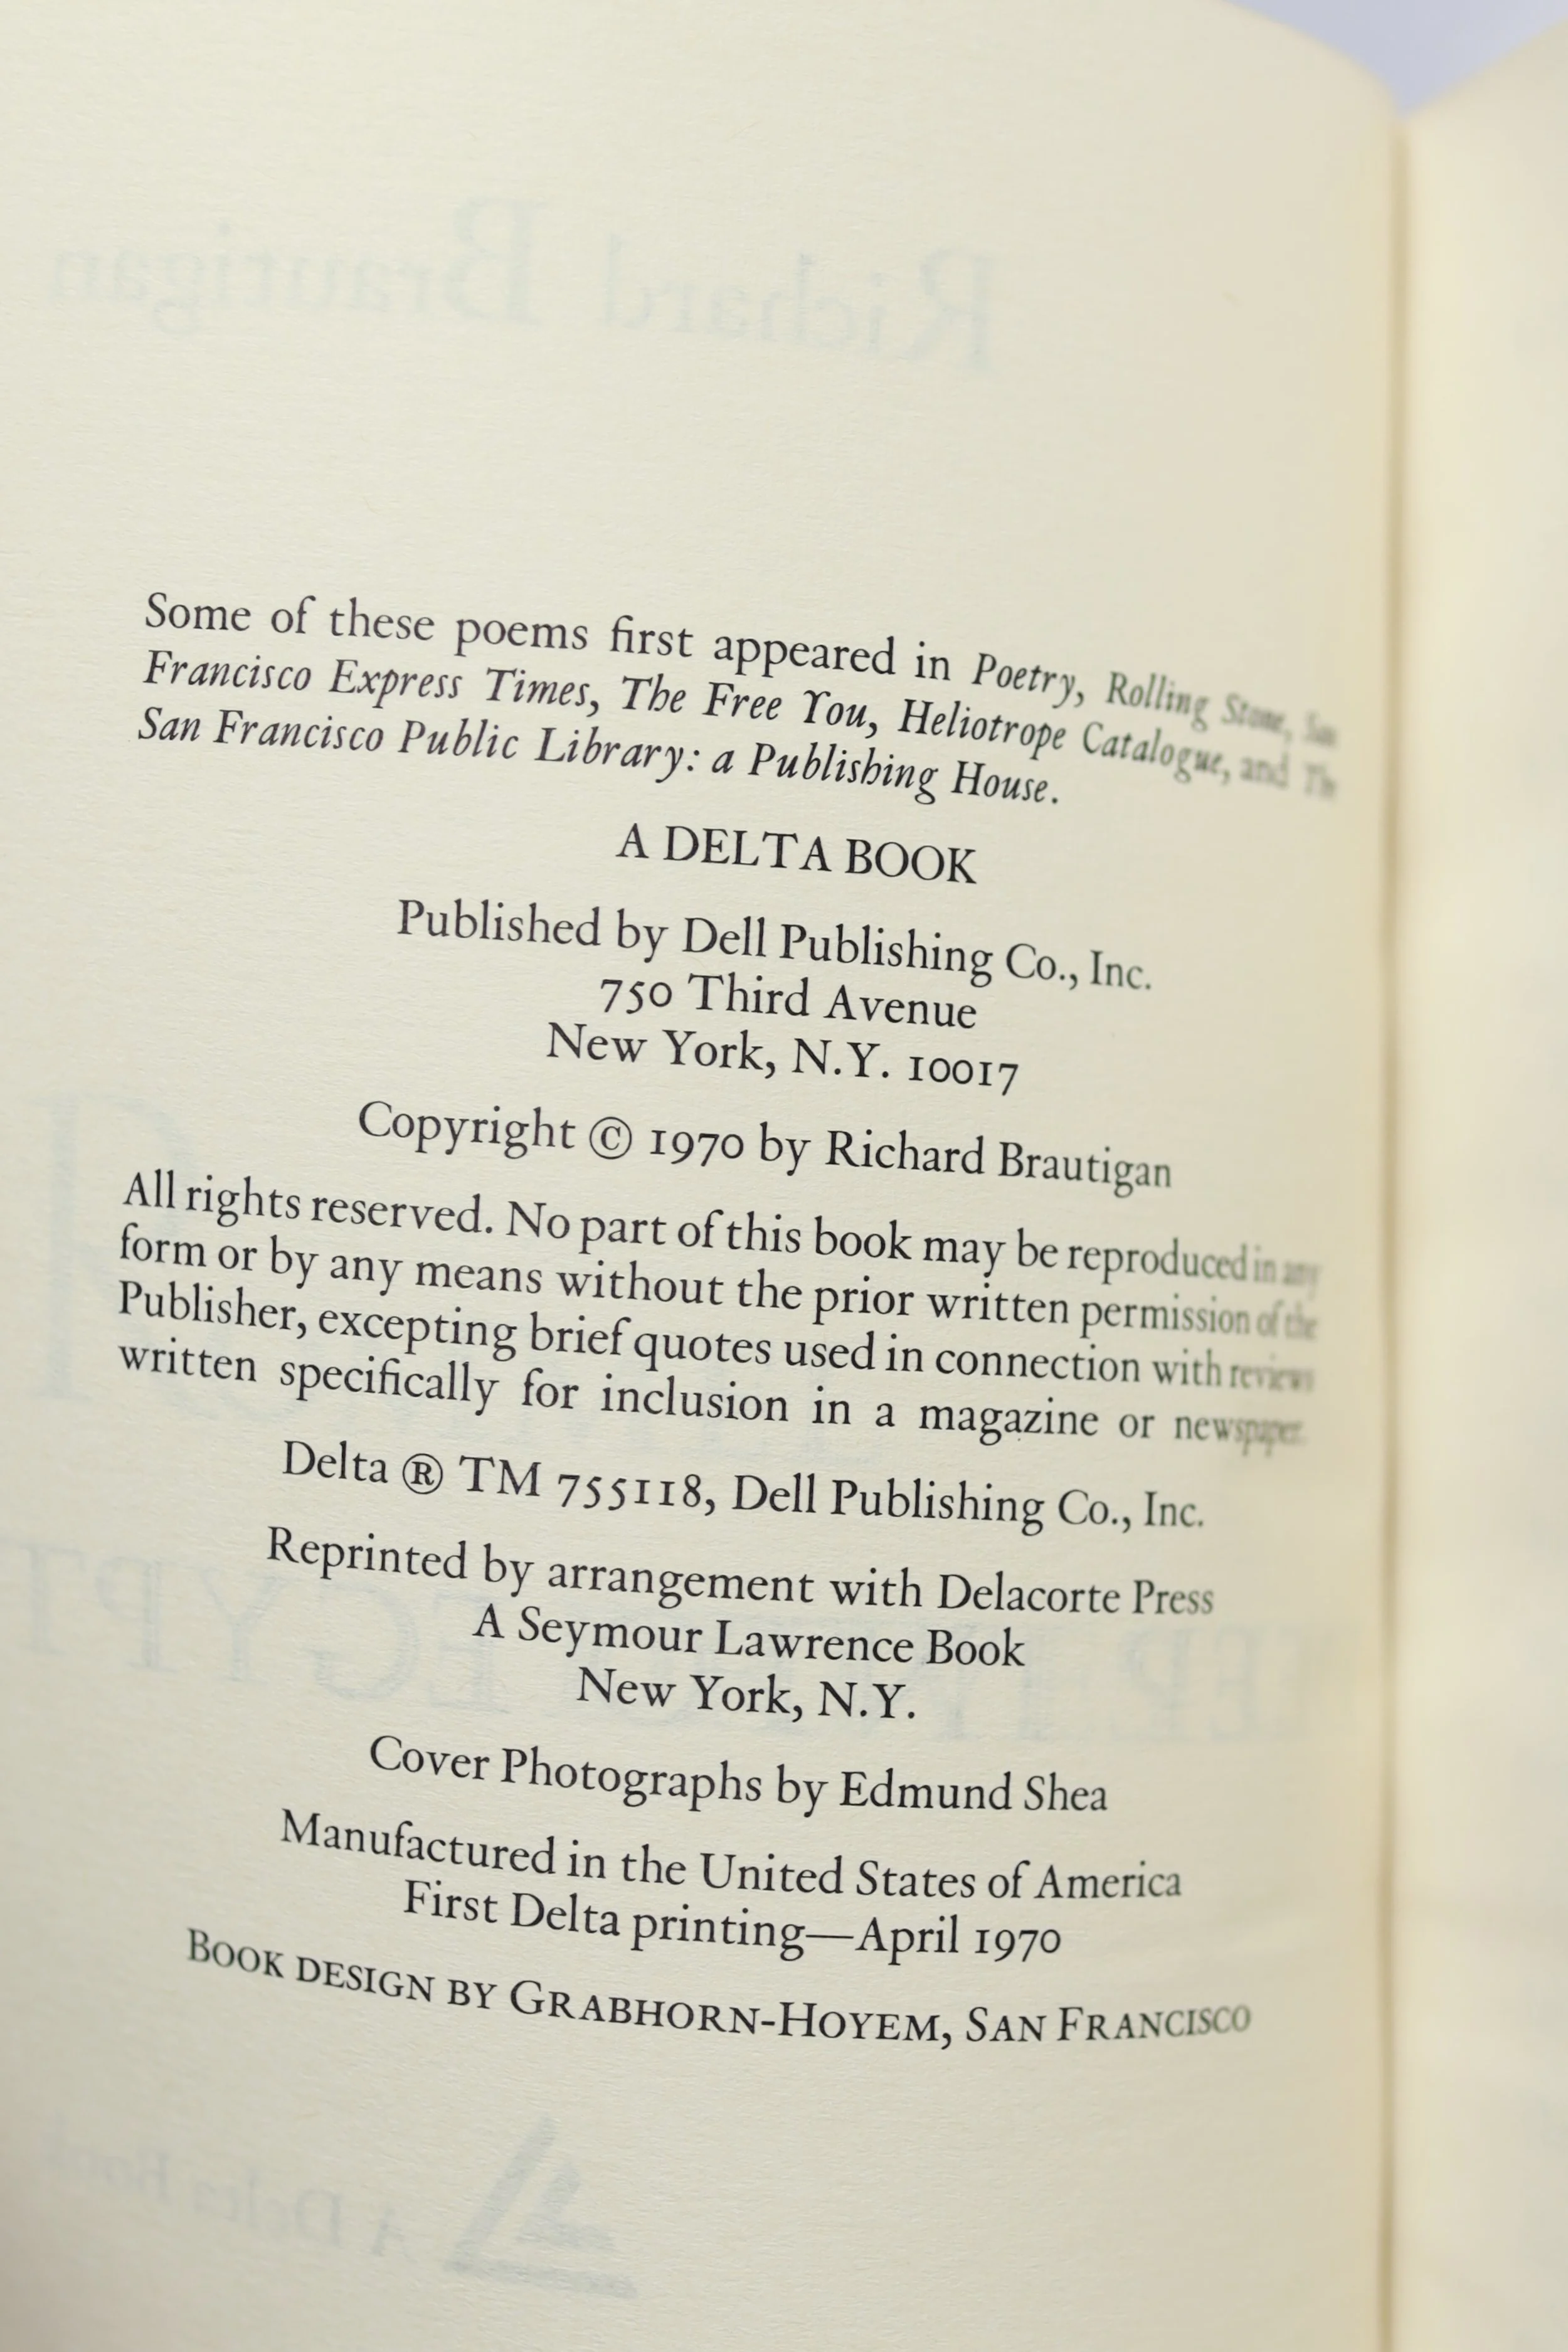 Richard Brautigan
Some of these poems first appeared in Poetry, Rolling Stone, San
Francisco Express Times, The Free You, Heliotrope Catalogue, and The
San Francisco Public Library: a Publishing House.
A DELTA BOOK
Published by Dell Publishing Co., Inc.
750 Third Avenue
New York, N.Y. 10017
Copyright © 1970 by Richard Brautigan
All rights reserved. No part of this book may be reproduced in any
form or by any means without the prior written permission of the
Publisher, excepting brief quotes used in connection with reviews
written specifically for inclusion in a magazine or newspaper.
Delta ® TM 755118, Dell Publishing Co., Inc.
Reprinted by arrangement with Delacorte Press
A Seymour Lawrence Book
New York, N.Y.
Cover Photographs by Edmund Shea
Manufactured in the United States of America
First Delta printing—April 1970
BOOK DESIGN BY GRABHORN-HOYEM, SAN FRANCISCO
A Delta Book